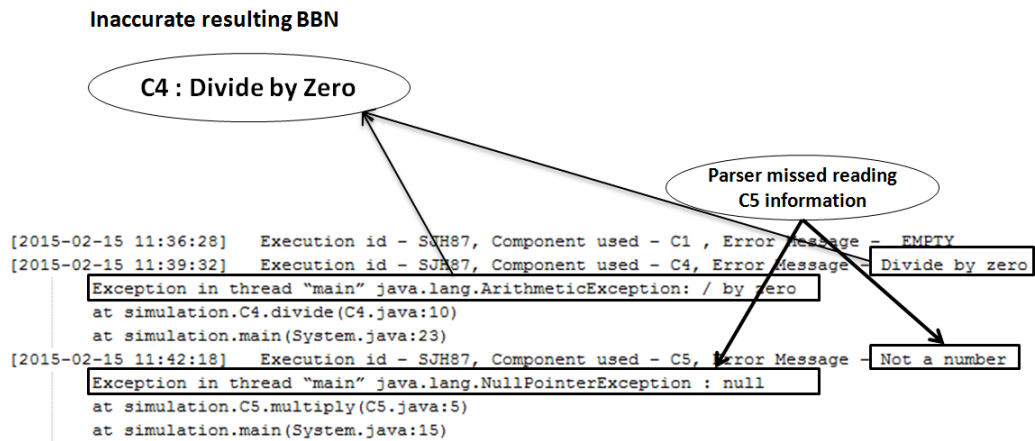 Inaccurate resulting BBN
C4 : Divide by Zero
Parser missed reading
C5 information
[2015-02-15 11:36:28] Execution id - SJH87, Component used - C1 , Error Message - EMPTY
[2015-02-15 11:39:32] Execution id - SJH87, Component used - C4, Error Message - Divide by zero
Exception in thread “main” java.lang.ArithmeticException: / by zero
at simulation.C4.divide(C4.java:10)
at simulation.main(System.java:23)
[2015-02-15 11:42:18] Execution id - SJH87, Component used - C5, Error Message - Not a number
Exception in thread “main” java.lang.NullPointerException : null
at simulation.C5.multiply(C5.java:5)
at simulation.main(System.java:15)